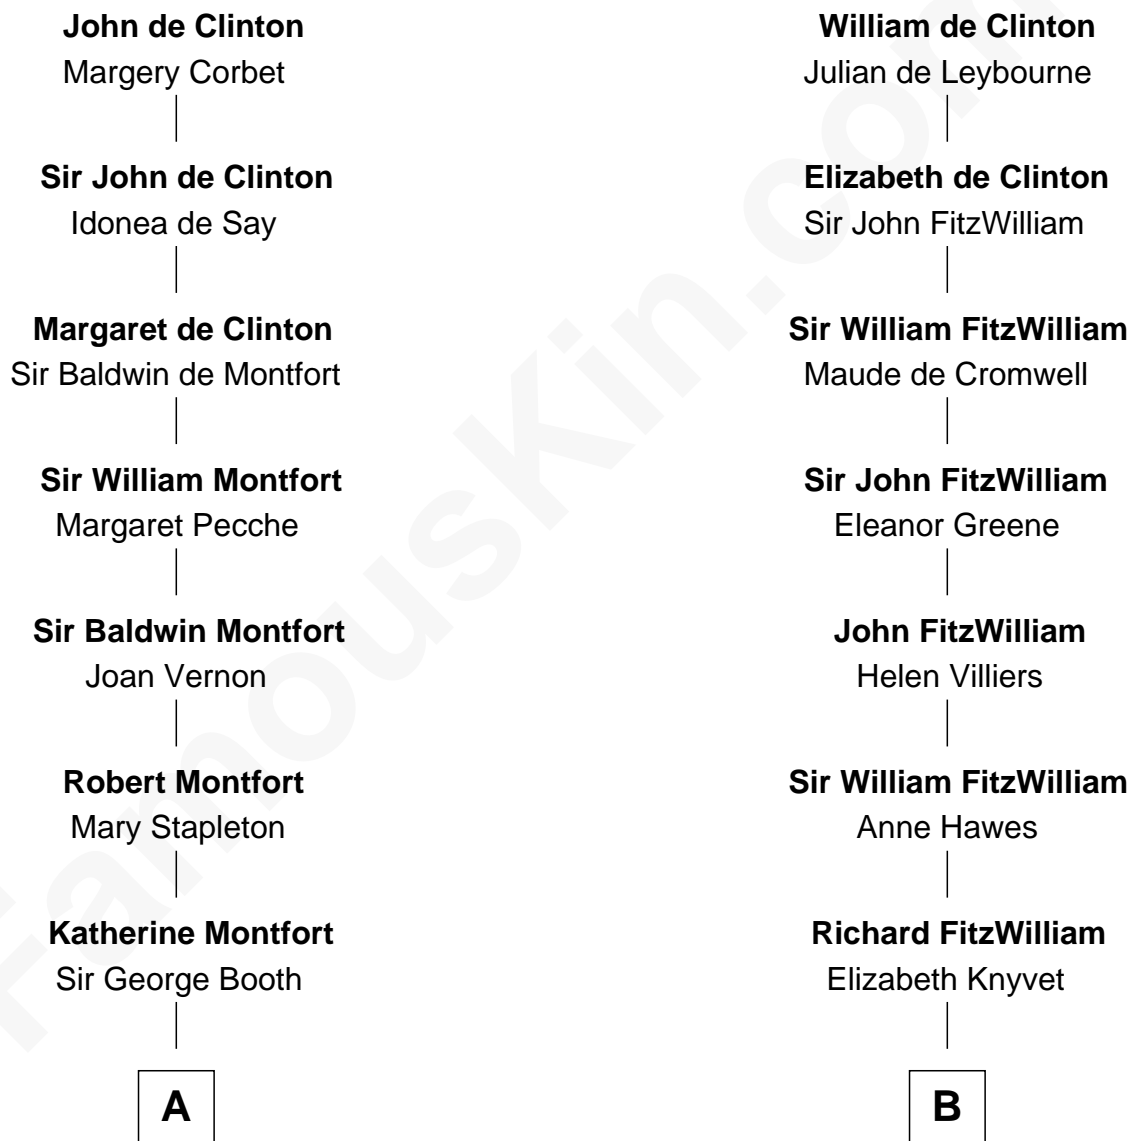 John de Clinton
Margery Corbet
Sir John de Clinton
Idonea de Say
Margaret de Clinton
Sir Baldwin de Montfort
Sir William Montfort
Margaret Pecche
Sir Baldwin Montfort
Joan Vernon
Robert Montfort
Mary Stapleton
Katherine Montfort
Sir George Booth
A
William de Clinton
Julian de Leybourne
Elizabeth de Clinton
Sir John FitzWilliam
Sir William FitzWilliam
Maude de Cromwell
Sir John FitzWilliam
Eleanor Greene
John FitzWilliam
Helen Villiers
Sir William FitzWilliam
Anne Hawes
Richard FitzWilliam
Elizabeth Knyvet
B
FamousKin.com